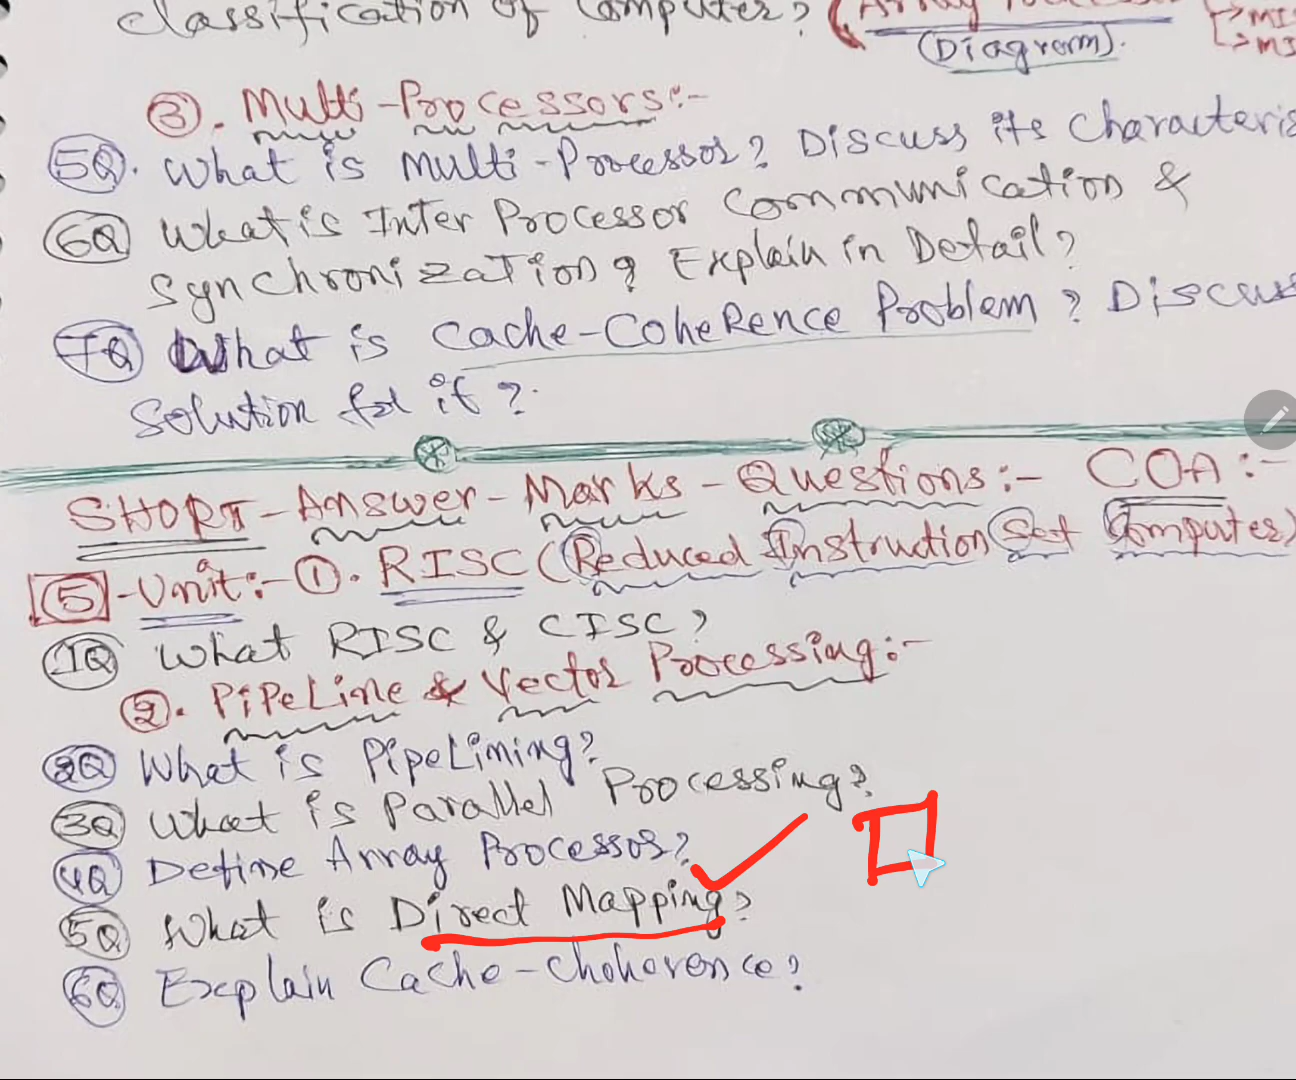 Classification of Computer? (Array
(Diagram).
③. Multi-Processors:-
5Q. What is Multi-Processor? Discuss its Characteris
6Q What is Inter Processor Communication &
Synchronization? Explain in Detail?
7Q What is Cache-Coherence Problem? Discuss
Solution for it?
SHORT-Answer-Marks-Questions:- COA:-
5-Unit:- ①. RISC (Reduced Instruction Set Computer)
1Q What RISC & CISC?
②. PipeLine & Vector Processing:-
2Q What is PipeLining?
3Q What is Parallel Processing?
4Q Define Array Processor?
5Q What is Direct Mapping?
6Q Explain Cache-Choherence?